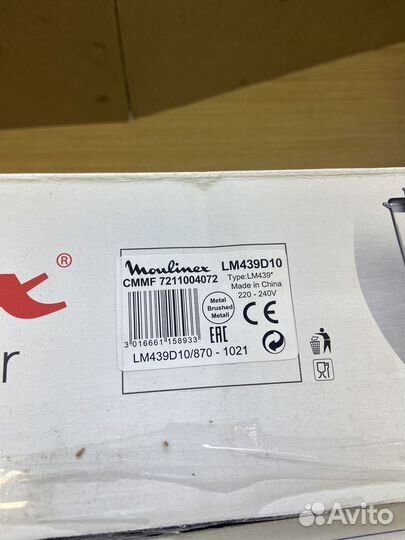 x®
r
Moulinex LM439D10
CMMF 7211004072 Type:LM439*
Made in China
220 - 240V
Metal
Brushed
Metall
EAC CE
3 016661 158933
LM439D10/870 - 1021
Avito